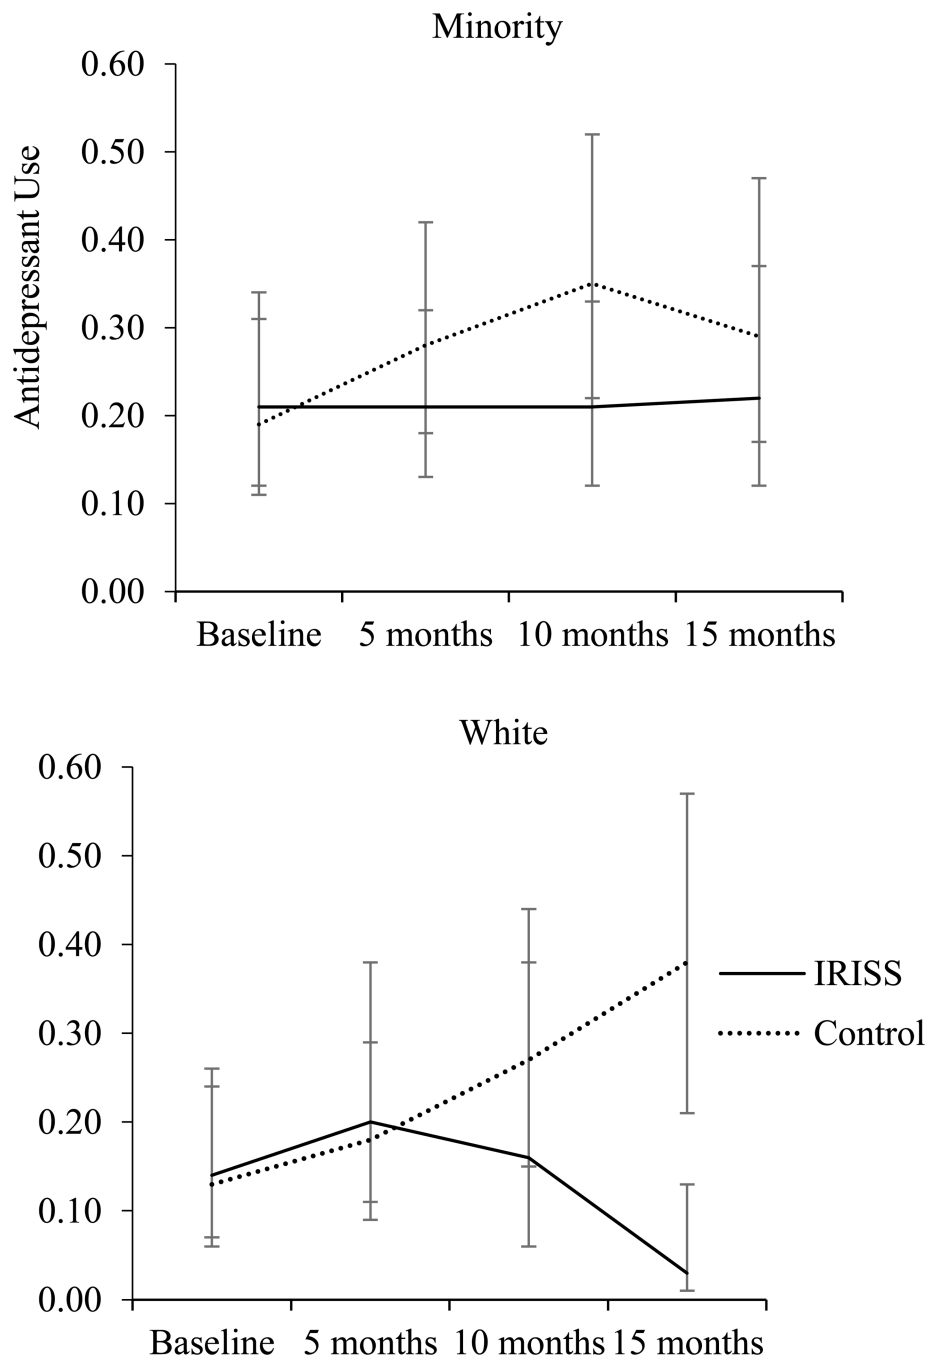 Minority
0.60
0.50
0.40
0.30
0.20
0.10
0.00
Antidepressant Use
Baseline 5 months 10 months 15 months
White
0.60
0.50
0.40
0.30
0.20
0.10
0.00
IRISS
Control
Baseline 5 months 10 months 15 months